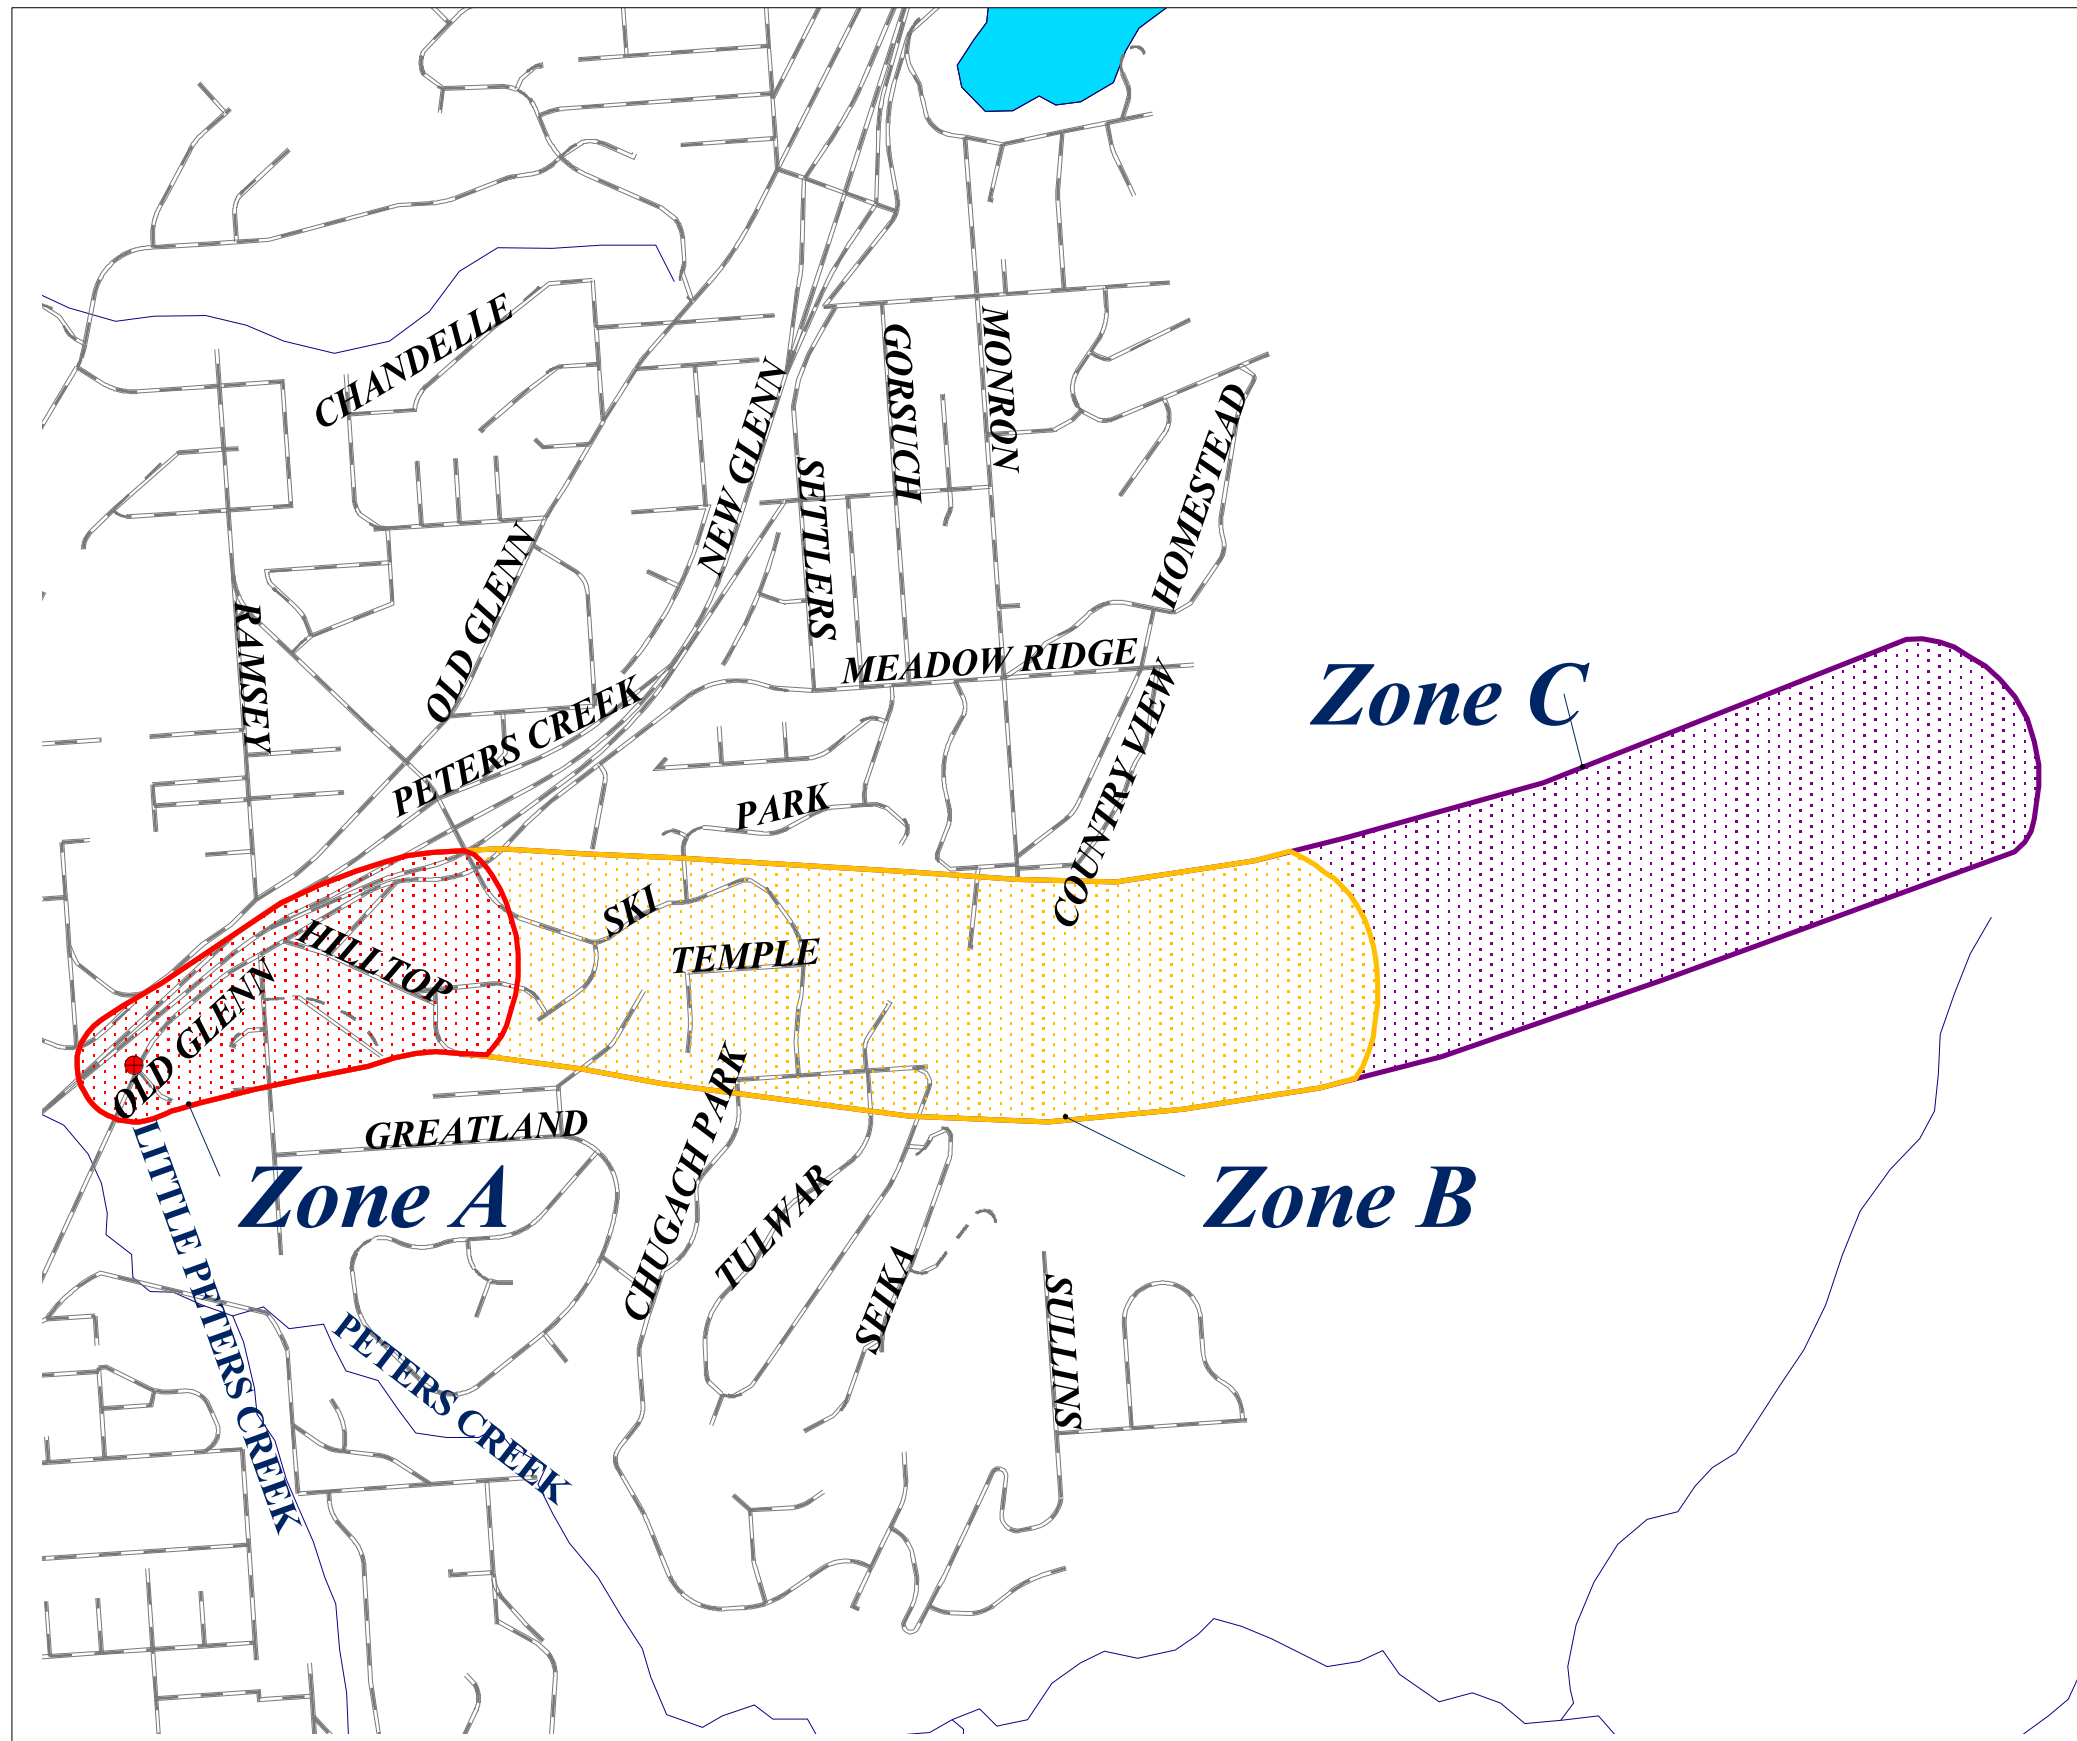 CHANDELLE
MONRON
GORSUCH
NEW GLENN
HOMESTEAD
SETTLERS
OLD GLENN
RAMSEY
MEADOW RIDGE
Zone C
PETERS CREEK
COUNTRY VIEW
PARK
SKI
HILLTOP
TEMPLE
OLD GLENN
GREATLAND
CHUGACH PARK
Zone A
Zone B
LITTLE PETERS CREEK
TULWAR
SEIKA
SULLINS
PETERS CREEK